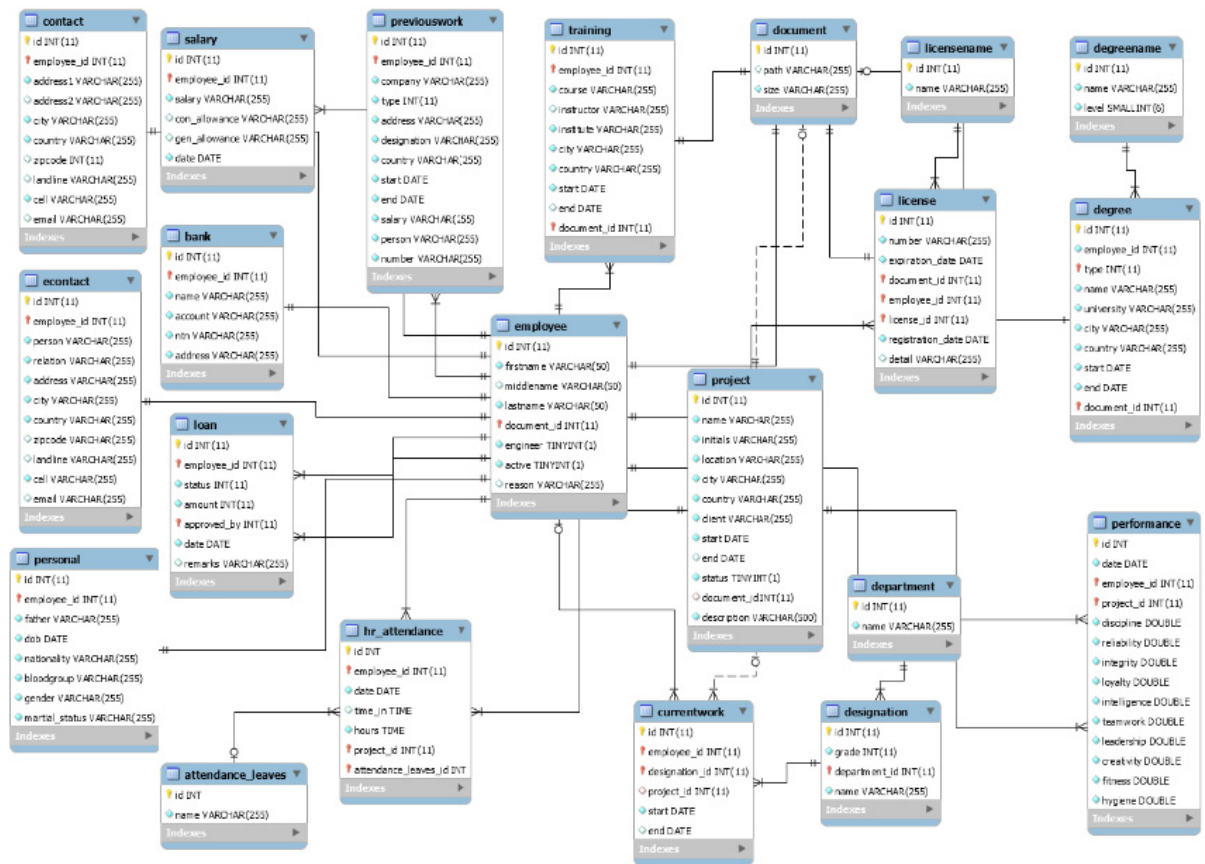 contact
id INT(11)
employee_id INT(11)
address1 VARCHAR(255)
address2 VARCHAR(255)
city VARCHAR(255)
country VARCHAR(255)
zipcode INT(11)
landline VARCHAR(255)
cell VARCHAR(255)
email VARCHAR(255)
Indexes
salary
id INT(11)
employee_id INT(11)
salary VARCHAR(255)
con_allowance VARCHAR(255)
gen_allowance VARCHAR(255)
date DATE
Indexes
previouswork
id INT(11)
employee_id INT(11)
company VARCHAR(255)
type INT(11)
address VARCHAR(255)
designation VARCHAR(255)
country VARCHAR(255)
start DATE
end DATE
salary VARCHAR(255)
person VARCHAR(255)
number VARCHAR(255)
Indexes
training
id INT(11)
employee_id INT(11)
course VARCHAR(255)
instructor VARCHAR(255)
institute VARCHAR(255)
city VARCHAR(255)
country VARCHAR(255)
start DATE
end DATE
document_id INT(11)
Indexes
document
id INT(11)
path VARCHAR(255)
size VARCHAR(255)
Indexes
licensename
id INT(11)
name VARCHAR(255)
Indexes
degreename
id INT(11)
name VARCHAR(255)
level SMALLINT(6)
Indexes
bank
id INT(11)
employee_id INT(11)
name VARCHAR(255)
account VARCHAR(255)
ntn VARCHAR(255)
address VARCHAR(255)
Indexes
license
id INT(11)
number VARCHAR(255)
expiration_date DATE
document_id INT(11)
employee_id INT(11)
license_id INT(11)
registration_date DATE
detail VARCHAR(255)
Indexes
degree
id INT(11)
employee_id INT(11)
type INT(11)
name VARCHAR(255)
university VARCHAR(255)
city VARCHAR(255)
country VARCHAR(255)
start DATE
end DATE
document_id INT(11)
Indexes
econtact
id INT(11)
employee_id INT(11)
person VARCHAR(255)
relation VARCHAR(255)
address VARCHAR(255)
city VARCHAR(255)
country VARCHAR(255)
zipcode VARCHAR(255)
landline VARCHAR(255)
cell VARCHAR(255)
email VARCHAR(255)
Indexes
employee
id INT(11)
firstname VARCHAR(50)
middlename VARCHAR(50)
lastname VARCHAR(50)
document_id INT(11)
engineer TINYINT(1)
active TINYINT(1)
reason VARCHAR(255)
Indexes
project
id INT(11)
name VARCHAR(255)
initials VARCHAR(255)
location VARCHAR(255)
city VARCHAR(255)
country VARCHAR(255)
client VARCHAR(255)
start DATE
end DATE
status TINYINT(1)
document_id INT(11)
description VARCHAR(500)
Indexes
loan
id INT(11)
employee_id INT(11)
status INT(11)
amount INT(11)
approved_by INT(11)
date DATE
remarks VARCHAR(255)
Indexes
personal
id INT(11)
employee_id INT(11)
father VARCHAR(255)
dob DATE
nationality VARCHAR(255)
bloodgroup VARCHAR(255)
gender VARCHAR(255)
martial_status VARCHAR(255)
Indexes
hr_attendance
id INT
employee_id INT(11)
date DATE
time_in TIME
hours TIME
project_id INT(11)
attendance_leaves_id INT
Indexes
attendance_leaves
id INT
name VARCHAR(255)
Indexes
department
id INT(11)
name VARCHAR(255)
Indexes
performance
id INT
date DATE
employee_id INT(11)
project_id INT(11)
discipline DOUBLE
reliability DOUBLE
integrity DOUBLE
loyalty DOUBLE
intelligence DOUBLE
teamwork DOUBLE
leadership DOUBLE
creativity DOUBLE
fitness DOUBLE
hygiene DOUBLE
Indexes
currentwork
id INT(11)
employee_id INT(11)
designation_id INT(11)
project_id INT(11)
start DATE
end DATE
Indexes
designation
id INT(11)
grade INT(11)
department_id INT(11)
name VARCHAR(255)
Indexes